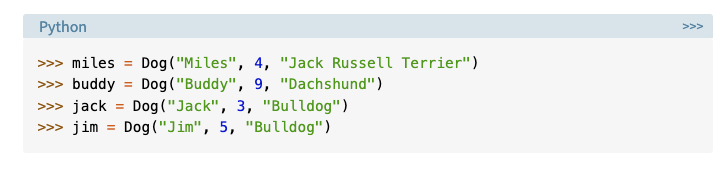 Python >>>
>>> miles = Dog("Miles", 4, "Jack Russell Terrier")
>>> buddy = Dog("Buddy", 9, "Dachshund")
>>> jack = Dog("Jack", 3, "Bulldog")
>>> jim = Dog("Jim", 5, "Bulldog")